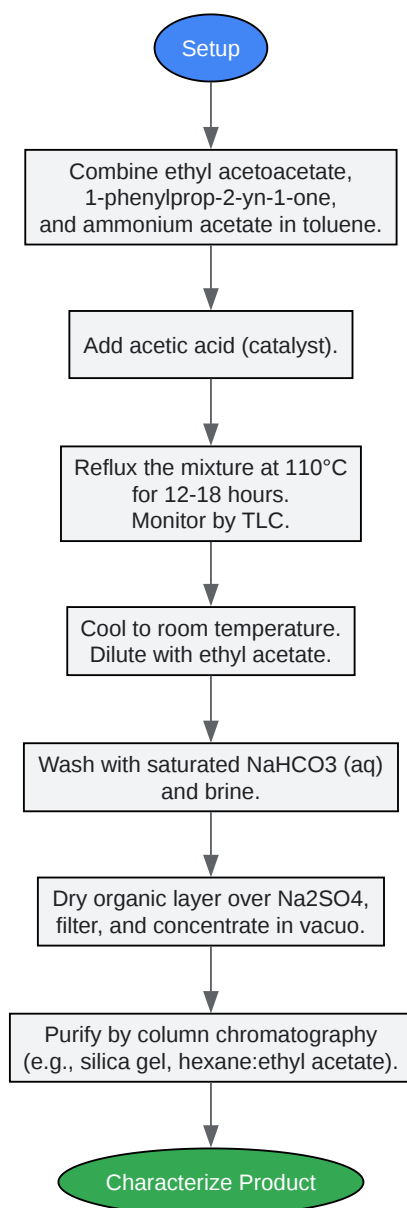 Setup
Combine ethyl acetoacetate,
1-phenylprop-2-yn-1-one,
and ammonium acetate in toluene.
Add acetic acid (catalyst).
Reflux the mixture at 110°C
for 12-18 hours.
Monitor by TLC.
Cool to room temperature.
Dilute with ethyl acetate.
Wash with saturated NaHCO3 (aq)
and brine.
Dry organic layer over Na2SO4,
filter, and concentrate in vacuo.
Purify by column chromatography
(e.g., silica gel, hexane:ethyl acetate).
Characterize Product